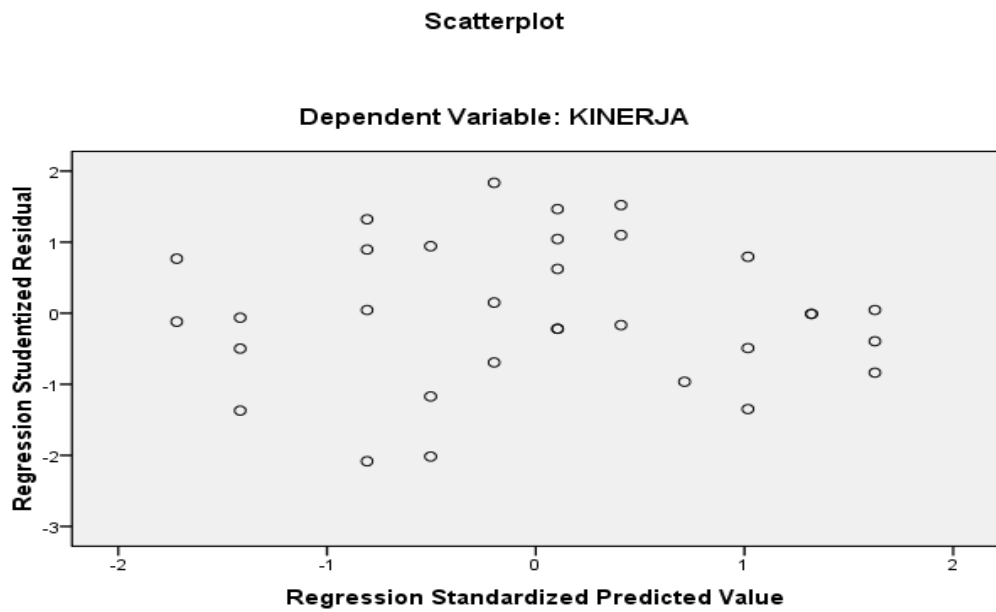 Scatterplot
Dependent Variable: KINERJA
Regression Studentized Residual
2
1
0
-1
-2
-3
-2
-1
0
1
2
Regression Standardized Predicted Value